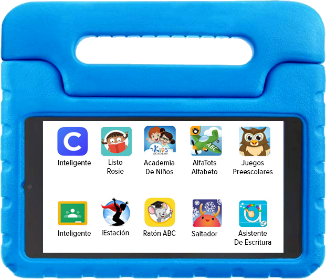 C
Inteligente
Listo
Rosie
Academia
De Niños
AlfaTots
Alfabeto
Juegos
Preescolares
Inteligente
IEstación
Ratón ABC
Saltador
Asistente
De Escritura